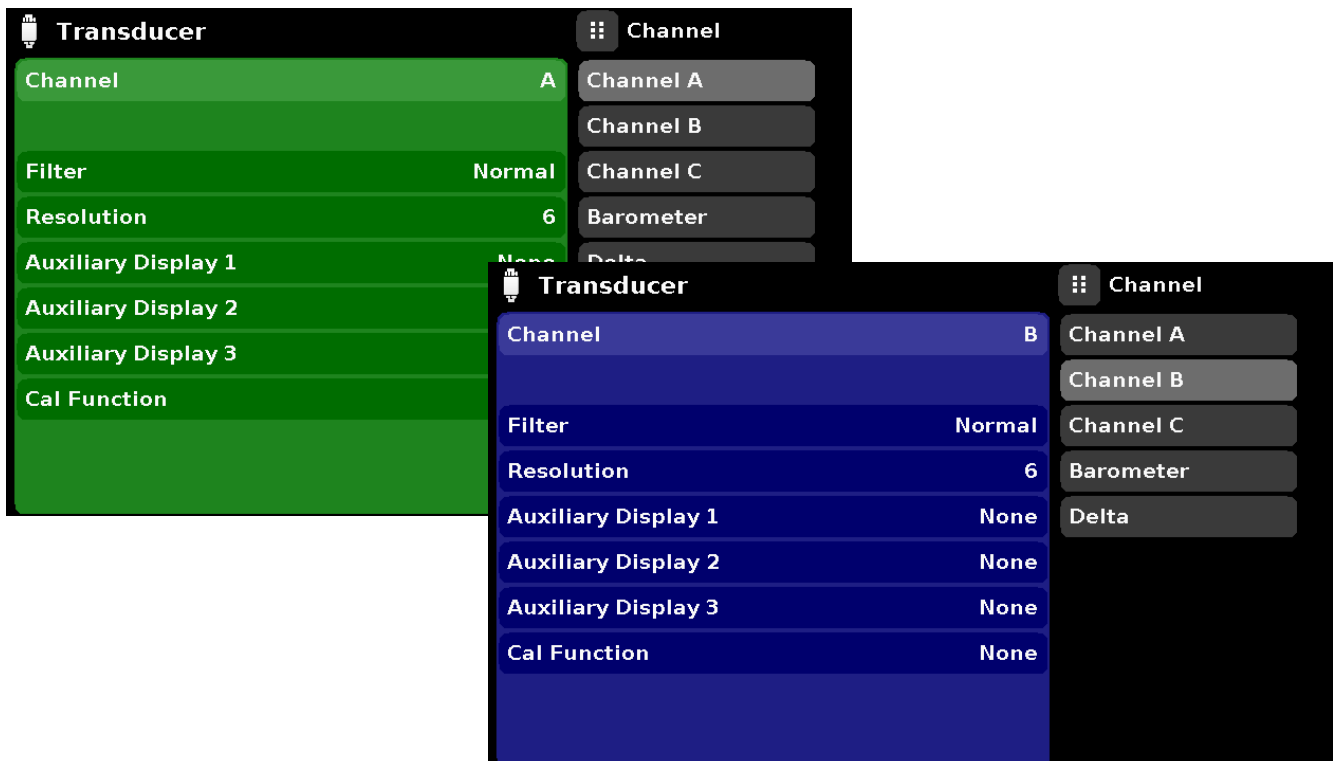 Transducer
Channel
Channel A
Channel A
Channel B
Filter Normal
Channel C
Resolution 6
Barometer
Auxiliary Display 1 None
Delta
Auxiliary Display 2
Auxiliary Display 3
Cal Function
Transducer
Channel
Channel B
Channel A
Channel B
Filter Normal
Channel C
Resolution 6
Barometer
Auxiliary Display 1 None
Delta
Auxiliary Display 2 None
Auxiliary Display 3 None
Cal Function None